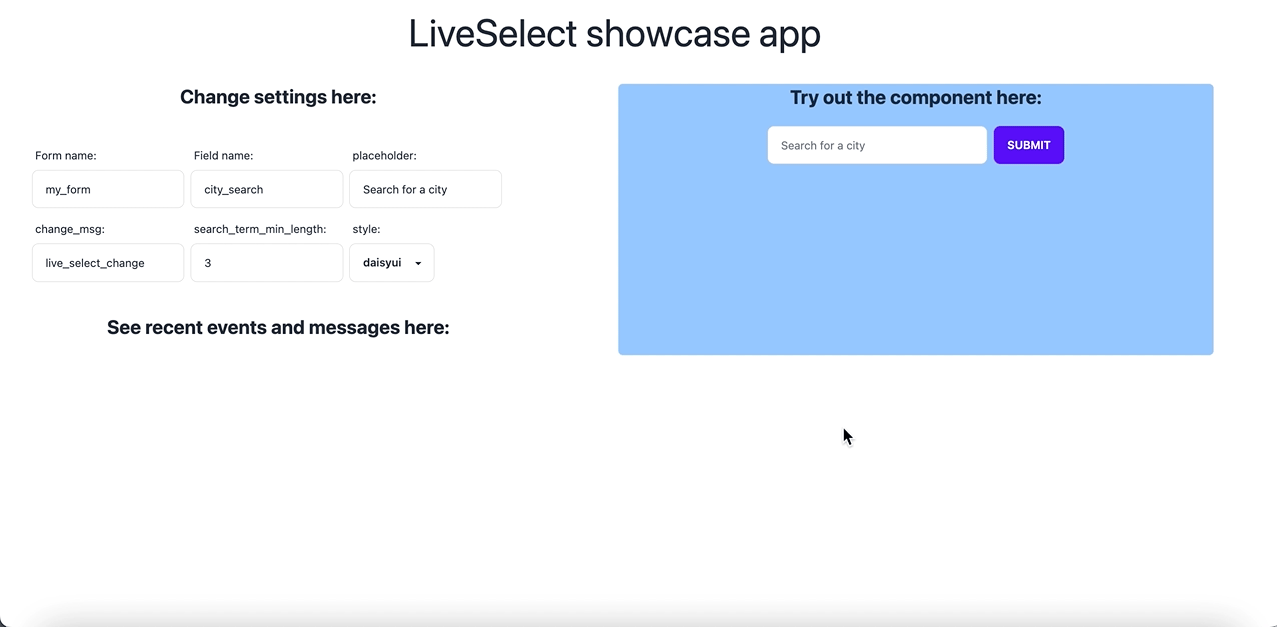 LiveSelect showcase app
Change settings here:
Form name:
Field name:
placeholder:
my_form
city_search
Search for a city
change_msg:
search_term_min_length:
style:
live_select_change
3
daisyui
See recent events and messages here:
Try out the component here:
Search for a city
SUBMIT